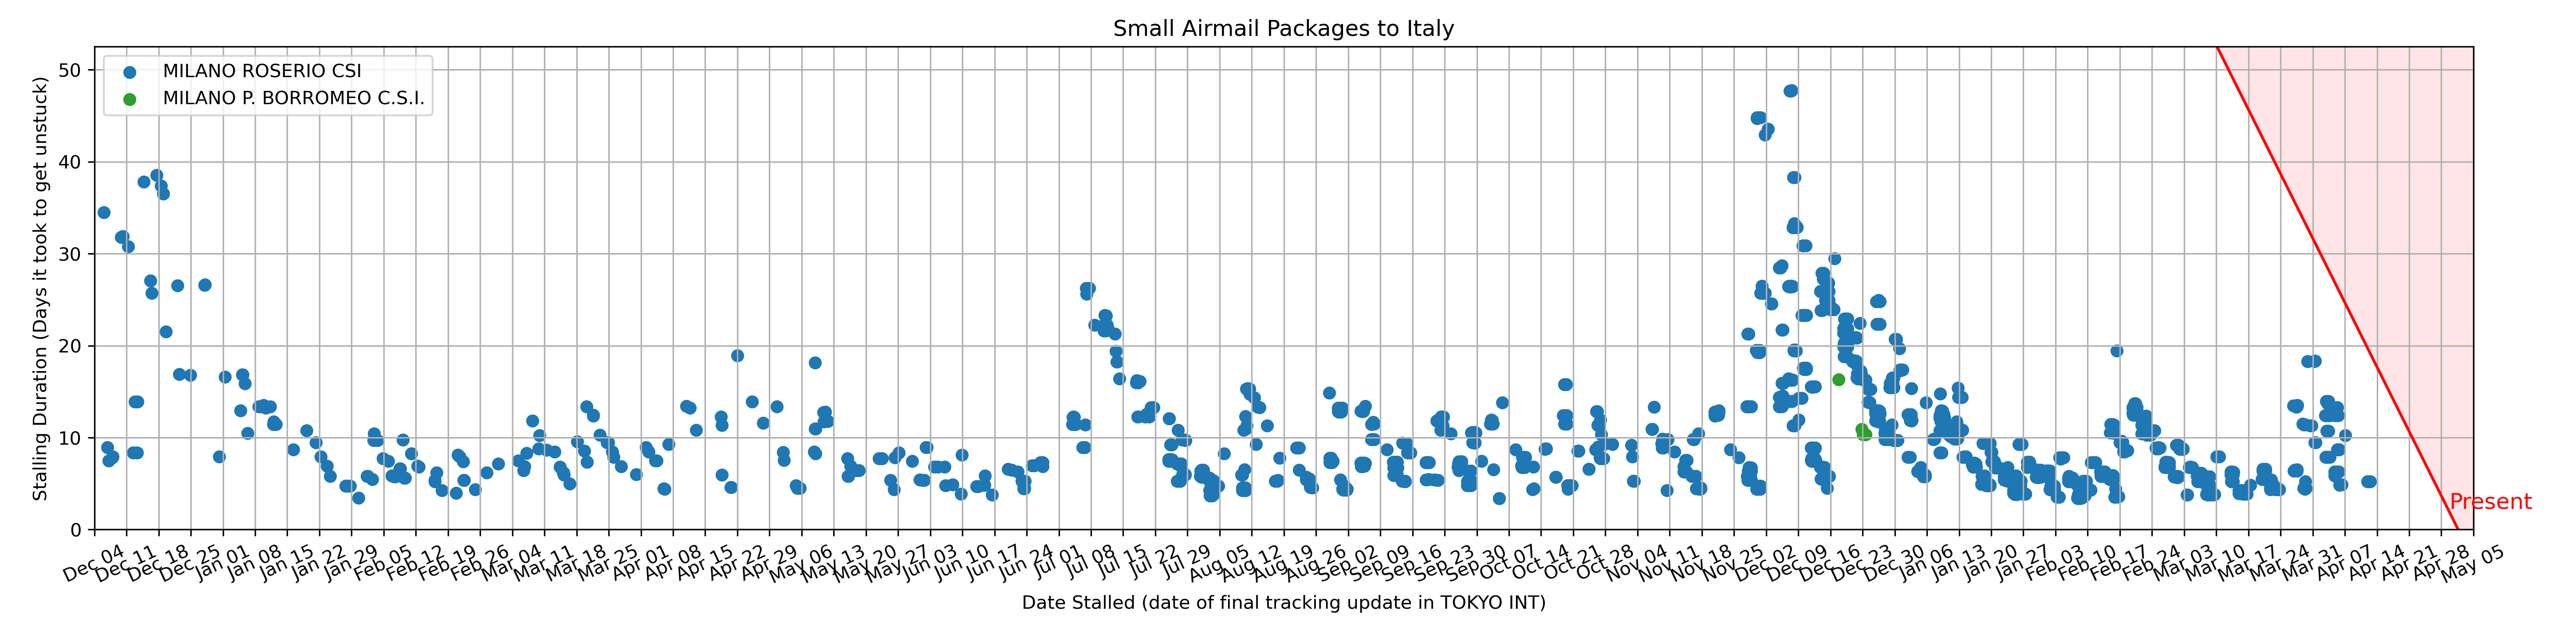 Small Airmail Packages to Italy
MILANO ROSERIO CSI
MILANO P. BORROMEO C.S.I.
Stalling Duration (Days it took to get unstuck)
50
40
30
20
10
0
Present
Dec 04
Dec 11
Dec 18
Dec 25
Jan 01
Jan 08
Jan 15
Jan 22
Jan 29
Feb 05
Feb 12
Feb 19
Feb 26
Mar 04
Mar 11
Mar 18
Mar 25
Apr 01
Apr 08
Apr 15
Apr 22
Apr 29
May 06
May 13
May 20
May 27
Jun 03
Jun 10
Jun 17
Jun 24
Jul 01
Jul 08
Jul 15
Jul 22
Jul 29
Aug 05
Aug 12
Aug 19
Aug 26
Sep 02
Sep 09
Sep 16
Sep 23
Sep 30
Oct 07
Oct 14
Oct 21
Oct 28
Nov 04
Nov 11
Nov 18
Nov 25
Dec 02
Dec 09
Dec 16
Dec 23
Dec 30
Jan 06
Jan 13
Jan 20
Jan 27
Feb 03
Feb 10
Feb 17
Feb 24
Mar 03
Mar 10
Mar 17
Mar 24
Mar 31
Apr 07
Apr 14
Apr 21
Apr 28
May 05
Date Stalled (date of final tracking update in TOKYO INT)